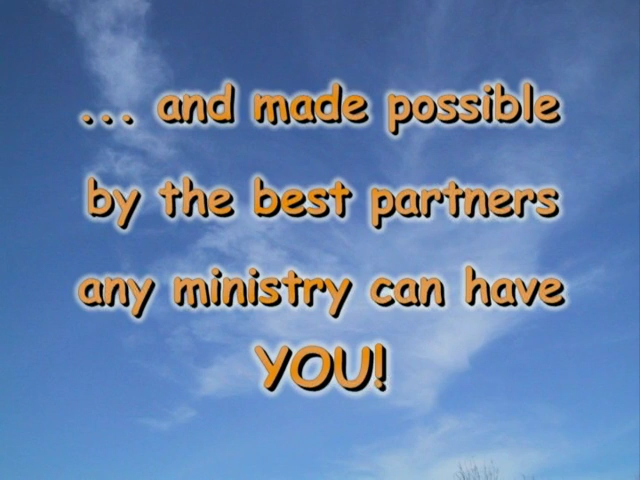 ... and made possible
by the best partners
any ministry can have
YOU!